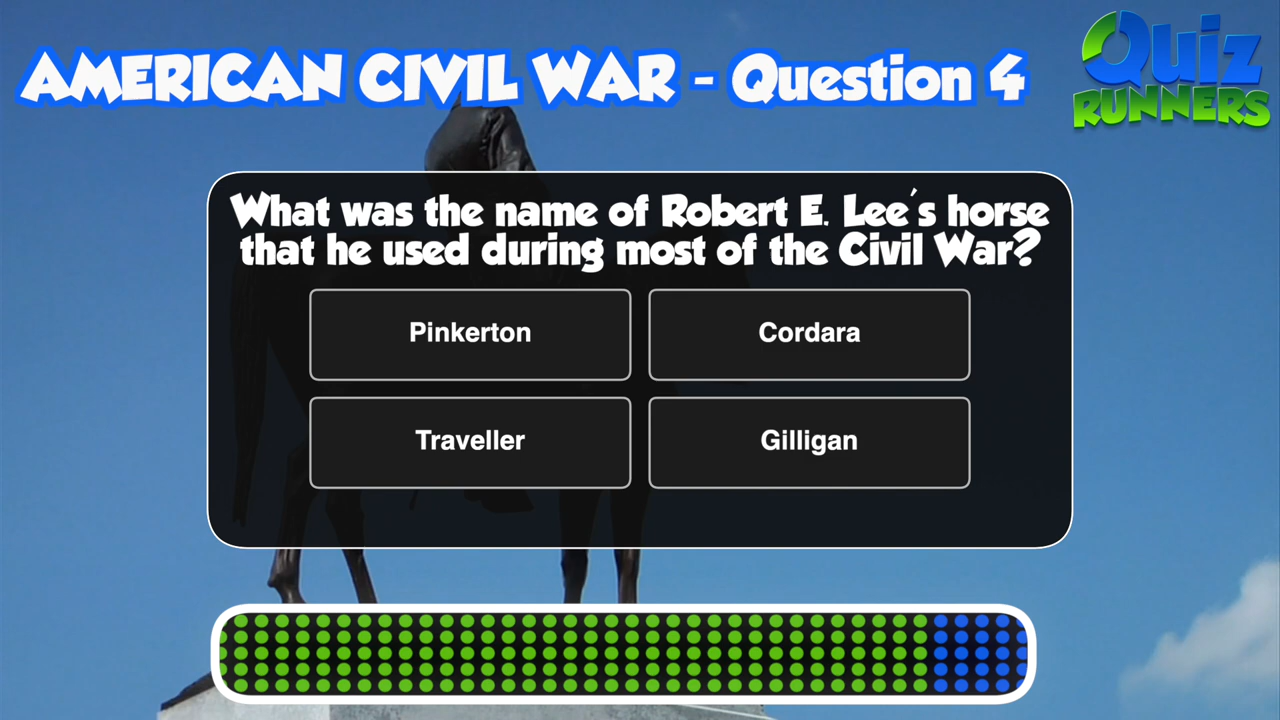 AMERICAN CIVIL WAR - Question 4
Quiz
RUNNERS
What was the name of Robert E. Lee's horse
that he used during most of the Civil War?
Pinkerton
Cordara
Traveller
Gilligan